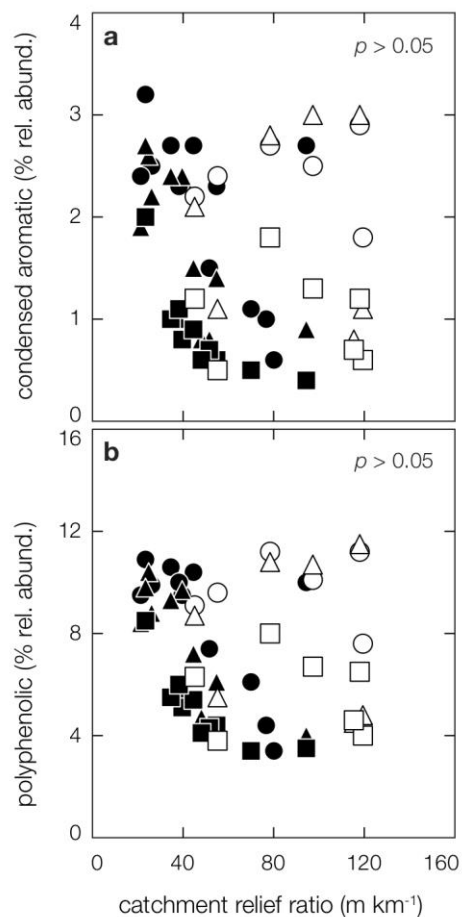 a
p > 0.05
4
3
2
1
0
condensed aromatic (% rel. abund.)
b
p > 0.05
16
12
8
4
0
polyphenolic (% rel. abund.)
0 40 80 120 160
catchment relief ratio (m km⁻¹)